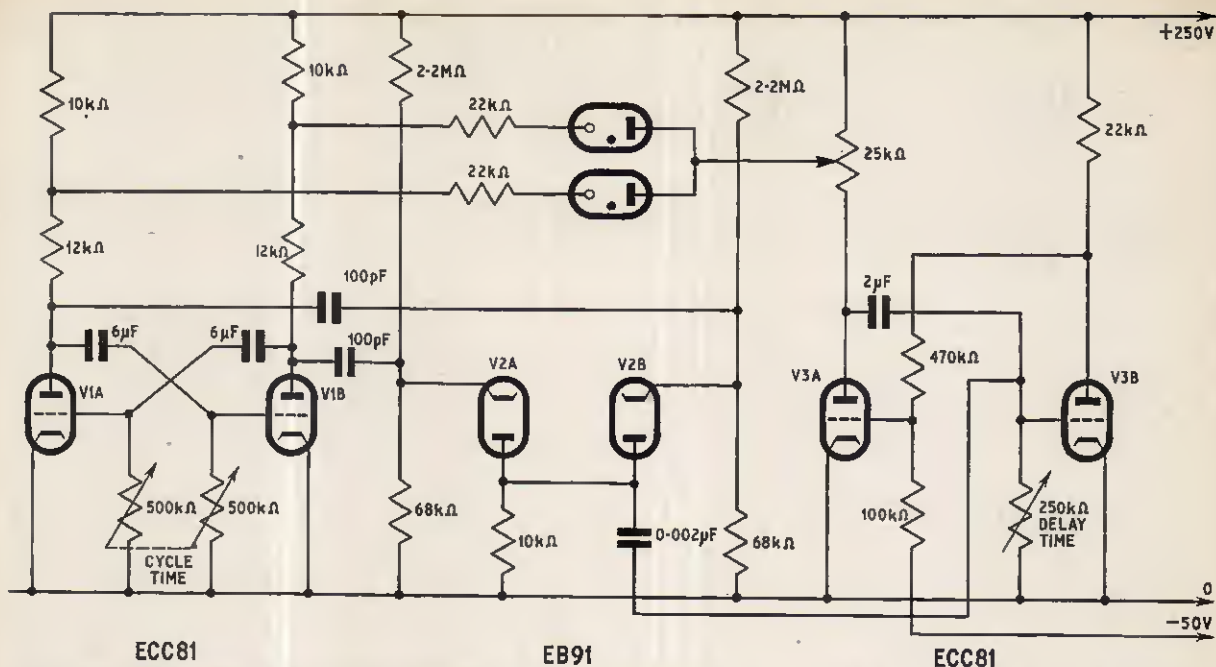 +250V
10kΩ
2·2MΩ
2·2MΩ
10kΩ
22kΩ
22kΩ
25kΩ
22kΩ
12kΩ
12kΩ
100pF
2µF
6µF
6µF
100pF
470kΩ
V1A
V1B
V2A
V2B
V3A
V3B
500kΩ
500kΩ
68kΩ
10kΩ
0·002µF
68kΩ
100kΩ
250kΩ
DELAY
TIME
CYCLE
TIME
0
−50V
ECC81
EB91
ECC81